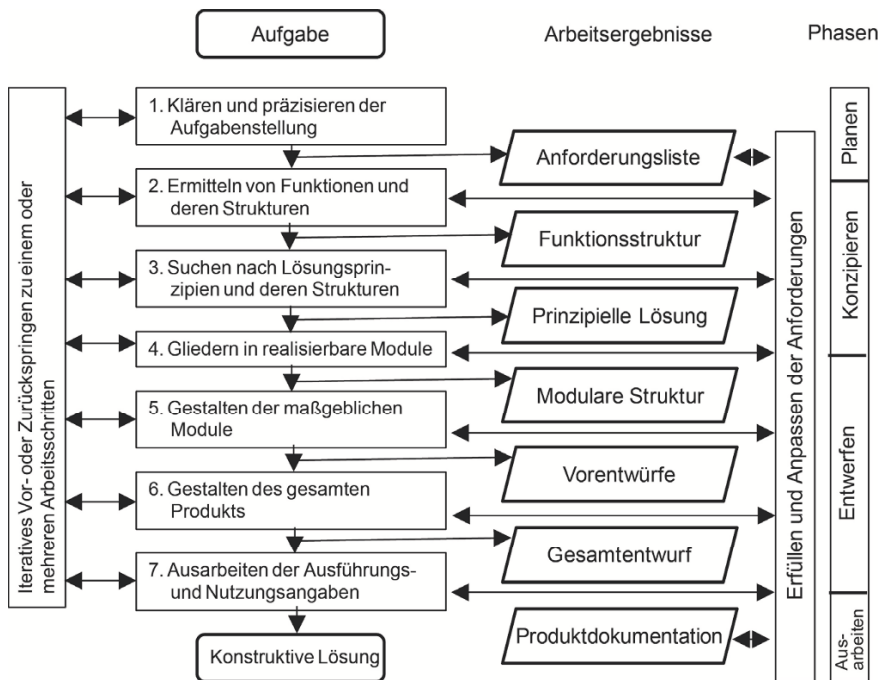 Aufgabe
Arbeitsergebnisse
Phasen
Iteratives Vor- oder Zurückspringen zu einem oder
mehreren Arbeitsschritten
1. Klären und präzisieren der
Aufgabenstellung
Anforderungsliste
2. Ermitteln von Funktionen und
deren Strukturen
Funktionsstruktur
3. Suchen nach Lösungsprin-
zipien und deren Strukturen
Prinzipielle Lösung
4. Gliedern in realisierbare Module
Modulare Struktur
5. Gestalten der maßgeblichen
Module
Vorentwürfe
6. Gestalten des gesamten
Produkts
Gesamtentwurf
7. Ausarbeiten der Ausführungs-
und Nutzungsangaben
Produktdokumentation
Konstruktive Lösung
Erfüllen und Anpassen der Anforderungen
Planen
Konzipieren
Entwerfen
Aus-
arbeiten